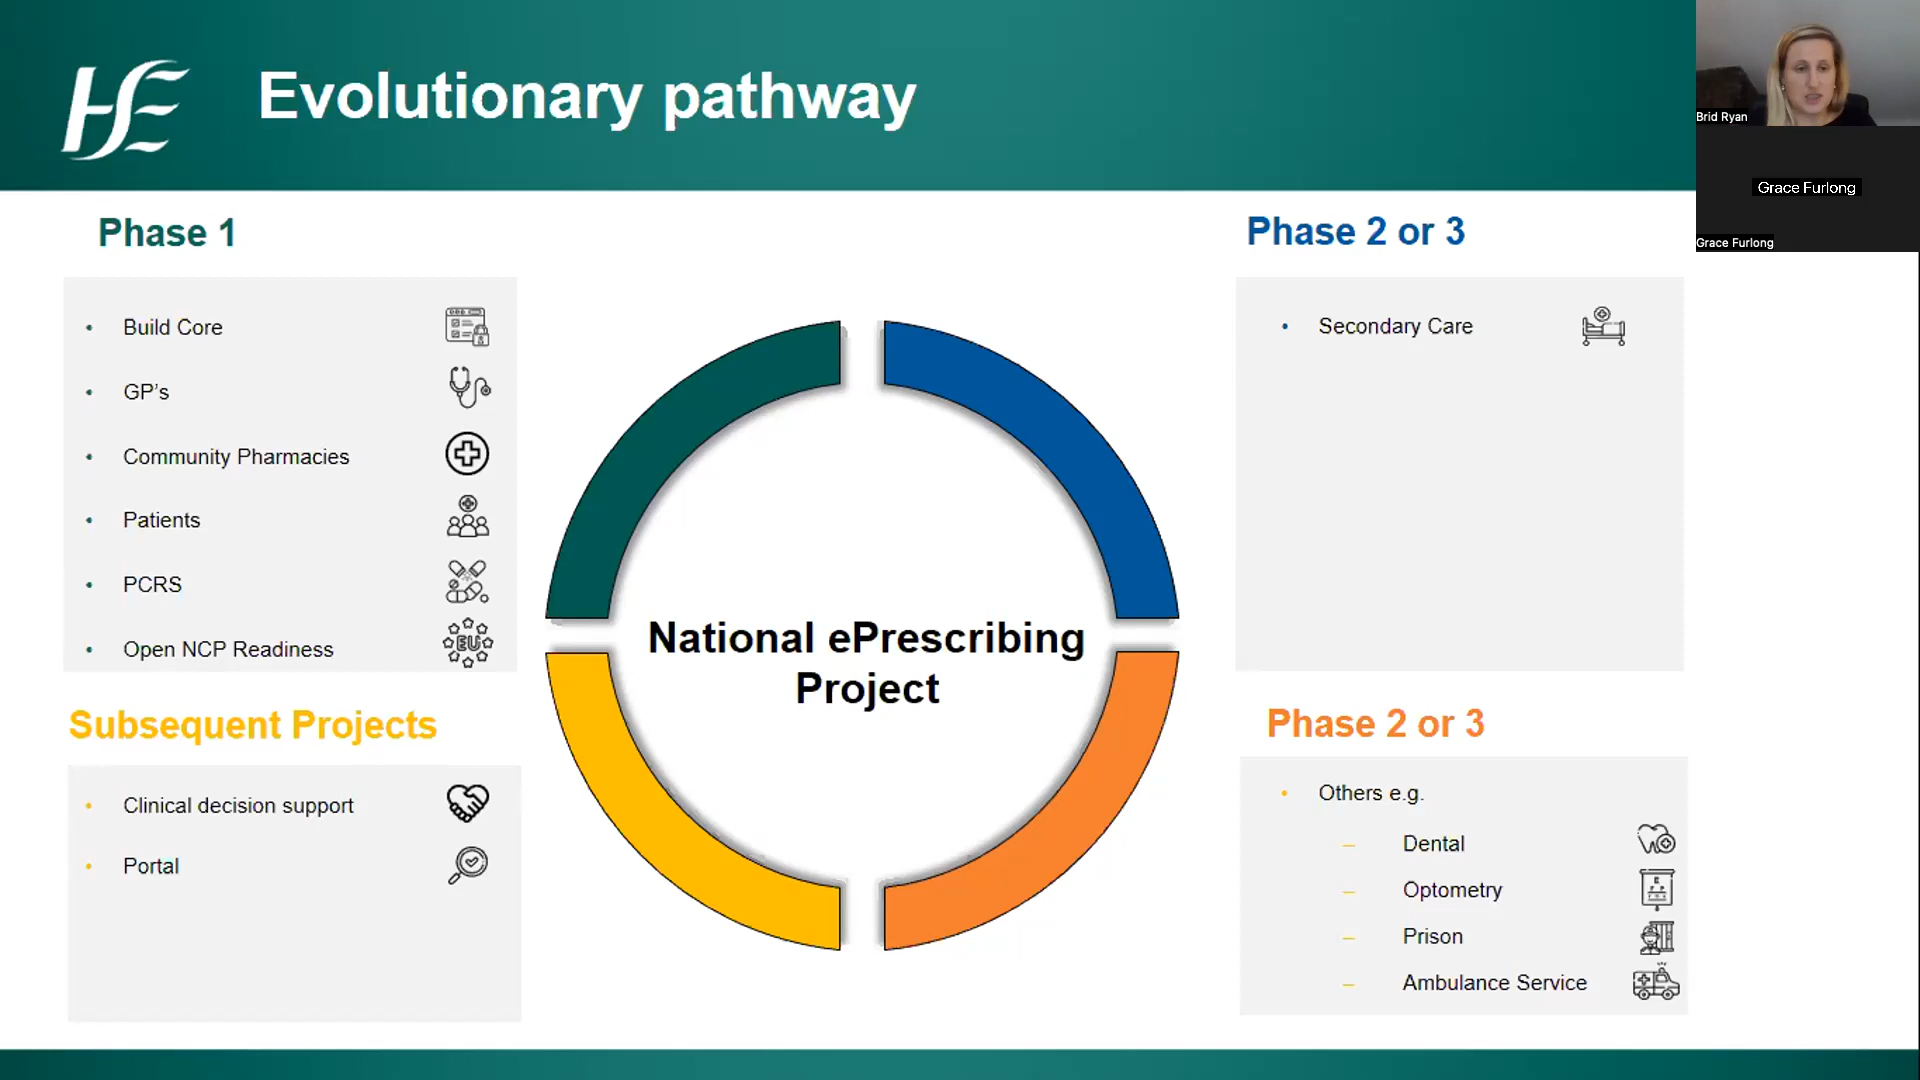 HSE
Evolutionary pathway
Brid Ryan
Grace Furlong
Grace Furlong
Phase 1
• Build Core
• GP’s
• Community Pharmacies
• Patients
• PCRS
• Open NCP Readiness
EU
Phase 2 or 3
• Secondary Care
National ePrescribing
Project
Subsequent Projects
• Clinical decision support
• Portal
Phase 2 or 3
• Others e.g.
– Dental
– Optometry
– Prison
– Ambulance Service